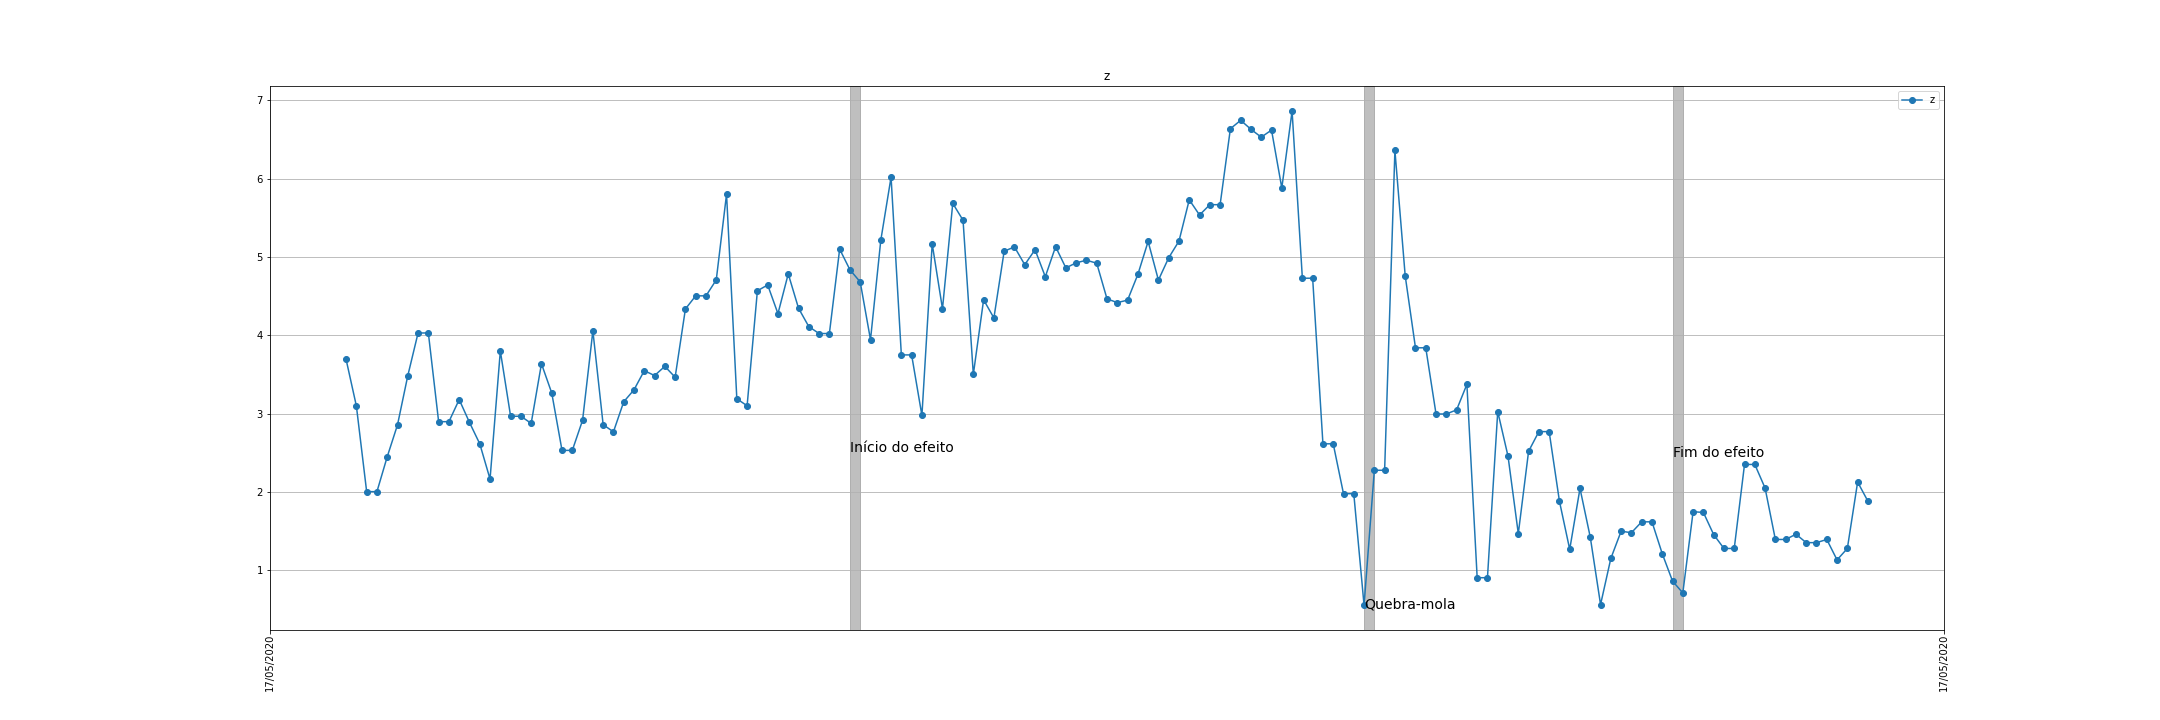 z
z
7
6
5
4
3
2
1
Início do efeito
Fim do efeito
Quebra-mola
17/05/2020
17/05/2020